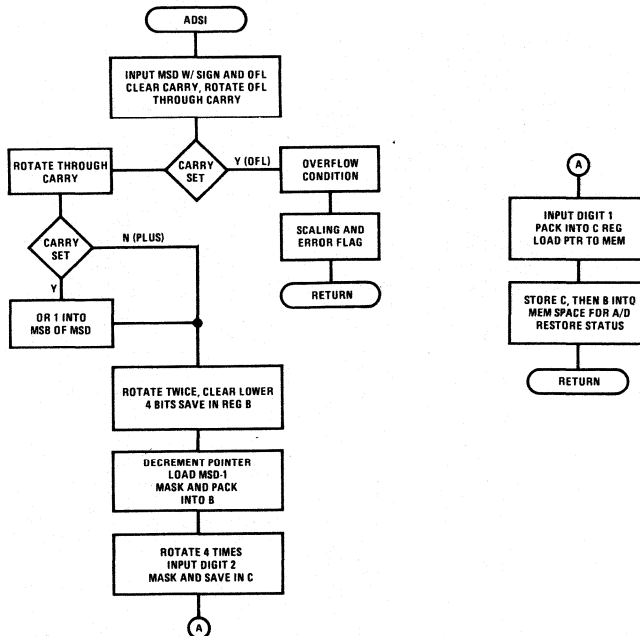 ADSI
INPUT MSD W/ SIGN AND OFL
CLEAR CARRY, ROTATE OFL
THROUGH CARRY
CARRY
SET
Y (OFL)
OVERFLOW
CONDITION
SCALING AND
ERROR FLAG
RETURN
ROTATE THROUGH
CARRY
CARRY
SET
N (PLUS)
Y
OR 1 INTO
MSB OF MSD
ROTATE TWICE, CLEAR LOWER
4 BITS SAVE IN REG B
DECREMENT POINTER
LOAD MSD-1
MASK AND PACK
INTO B
ROTATE 4 TIMES
INPUT DIGIT 2
MASK AND SAVE IN C
A
A
INPUT DIGIT 1
PACK INTO C REG
LOAD PTR TO MEM
STORE C, THEN B INTO
MEM SPACE FOR A/D
RESTORE STATUS
RETURN